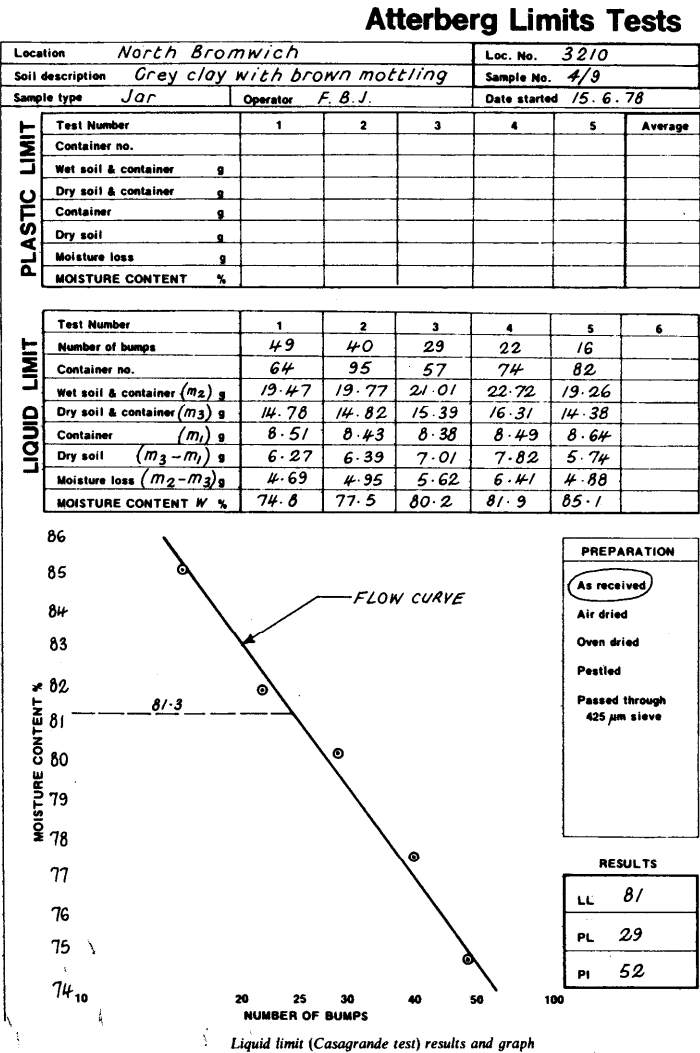 Atterberg Limits Tests
Location North Bromwich Loc. No. 3210
Soil description Grey clay with brown mottling Sample No. 4/9
Sample type Jar Operator F.B.J. Date started 15.6.78
PLASTIC LIMIT
Test Number 1 2 3 4 5 Average
Container no.
Wet soil & container g
Dry soil & container g
Container g
Dry soil g
Moisture loss g
MOISTURE CONTENT %
LIQUID LIMIT
Test Number 1 2 3 4 5 6
Number of bumps 49 40 29 22 16
Container no. 64 95 57 74 82
Wet soil & container (m2) g 19.47 19.77 21.01 22.72 19.26
Dry soil & container (m3) g 14.78 14.82 15.39 16.31 14.38
Container (m1) g 8.51 8.43 8.38 8.49 8.64
Dry soil (m3-m1) g 6.27 6.39 7.01 7.82 5.74
Moisture loss (m2-m3) g 4.69 4.95 5.62 6.41 4.88
MOISTURE CONTENT W % 74.8 77.5 80.2 81.9 85.1
86
85
84
83
82
81
80
79
78
77
76
75
74
MOISTURE CONTENT %
FLOW CURVE
81.3
10 20 25 30 40 50 100
NUMBER OF BUMPS
PREPARATION
As received
Air dried
Oven dried
Pestled
Passed through
425 µm sieve
RESULTS
LL 81
PL 29
PI 52
Liquid limit (Casagrande test) results and graph